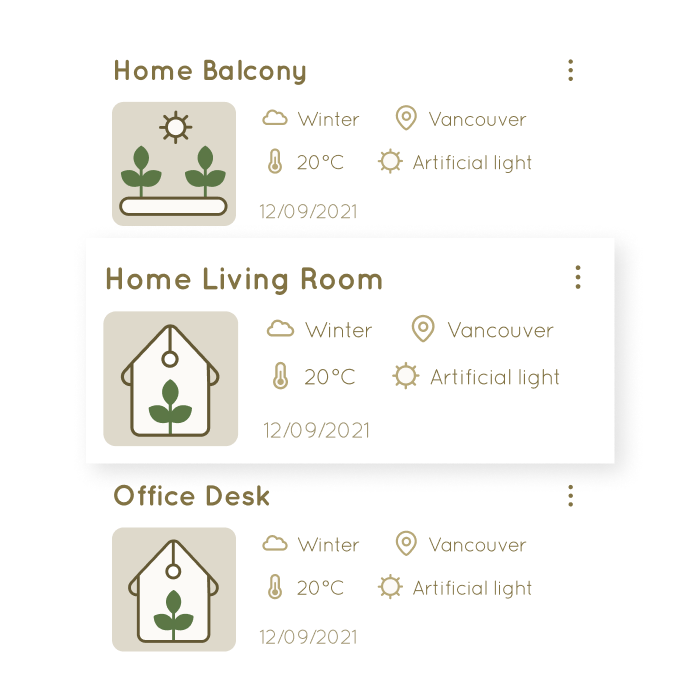 Home Balcony
Winter
Vancouver
20°C
Artificial light
12/09/2021
Home Living Room
Winter
Vancouver
20°C
Artificial light
12/09/2021
Office Desk
Winter
Vancouver
20°C
Artificial light
12/09/2021